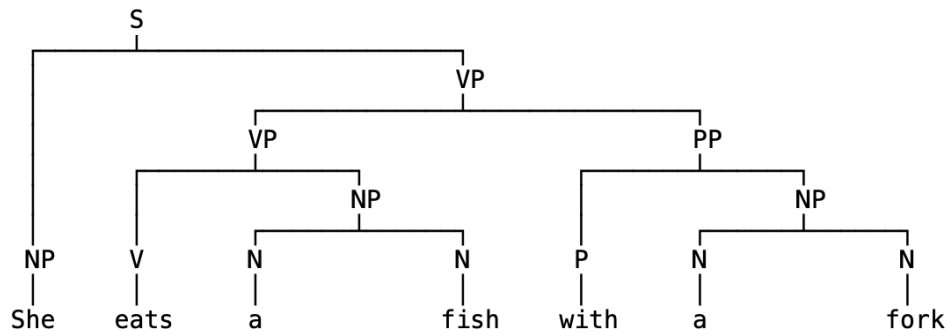 S
VP
VP PP
NP NP
NP V N N P N N
She eats a fish with a fork